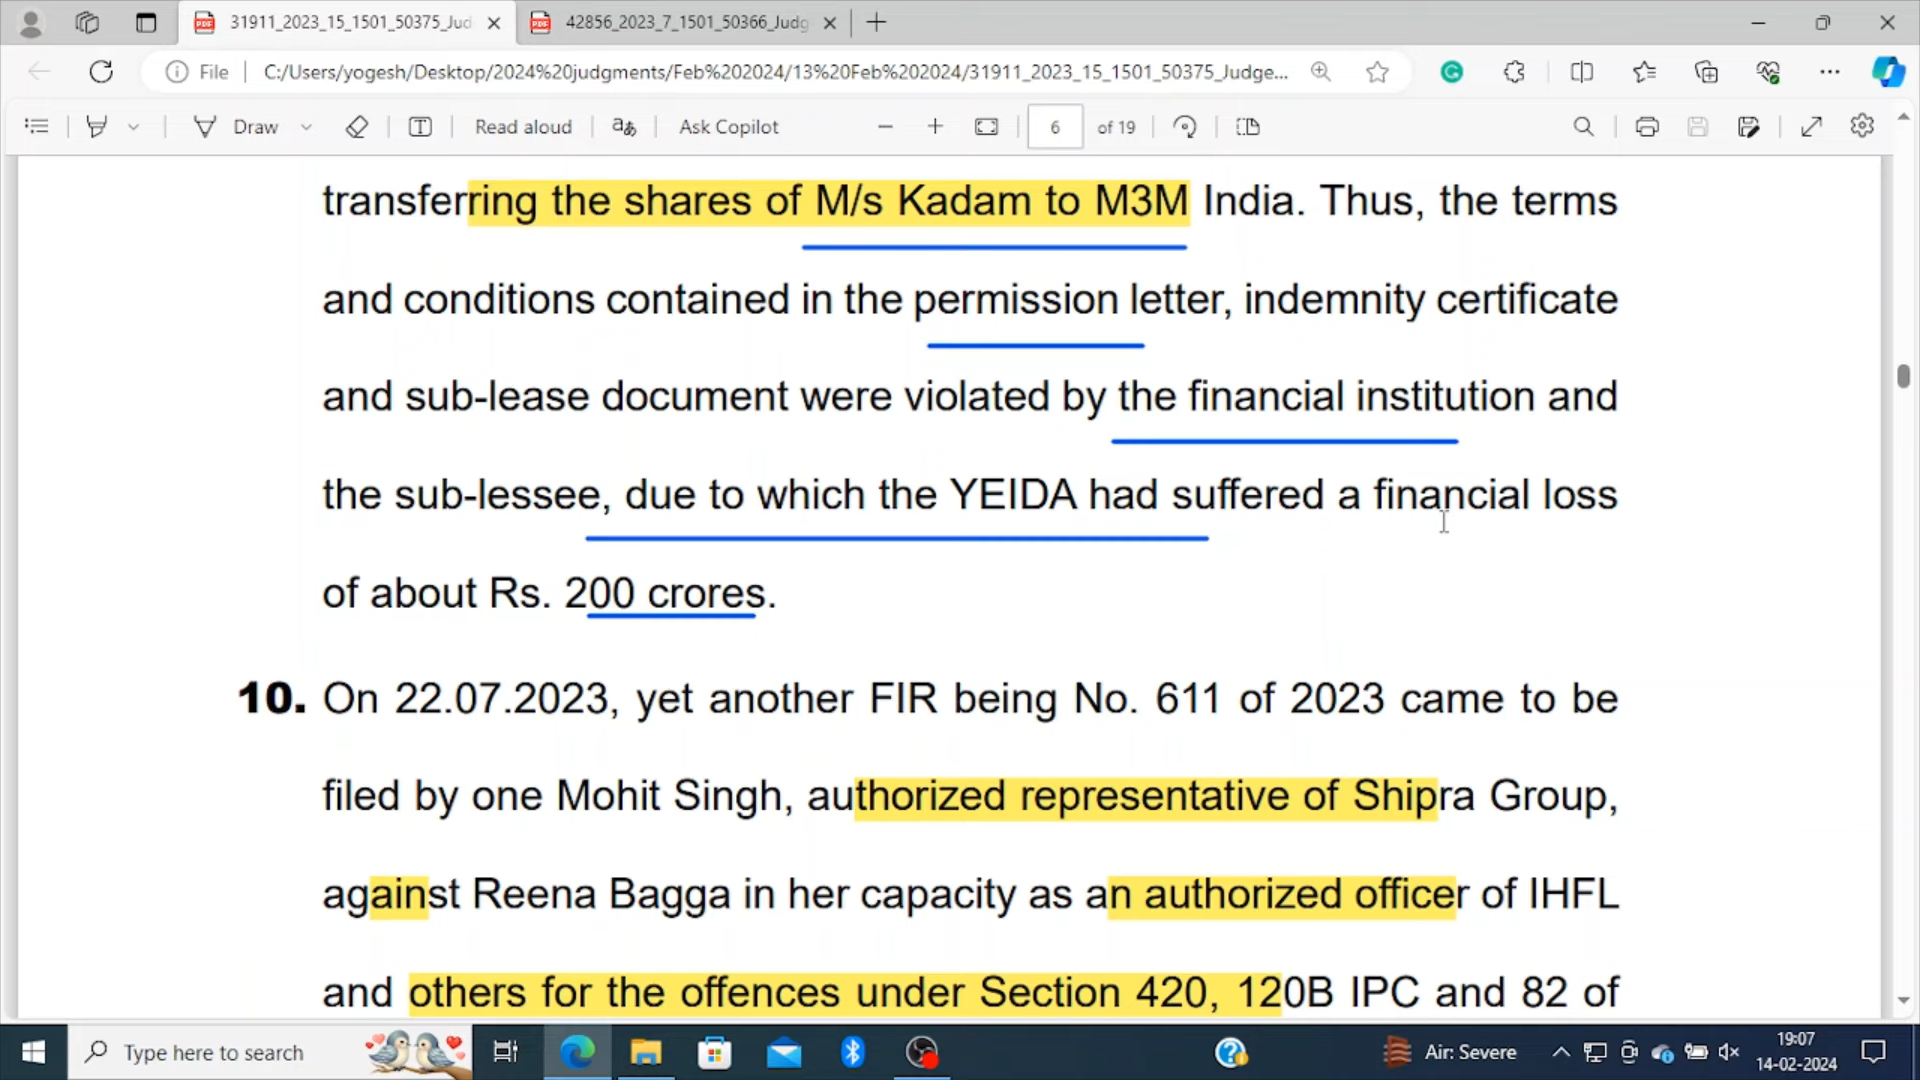 31911_2023_15_1501_50375_Jud
42856_2023_7_1501_50366_Judg
File
C:/Users/yogesh/Desktop/2024%20judgments/Feb%202024/13%20Feb%202024/31911_2023_15_1501_50375_Judge...
Draw
Read aloud
Ask Copilot
6 of 19
transferring the shares of M/s Kadam to M3M India. Thus, the terms
and conditions contained in the permission letter, indemnity certificate
and sub-lease document were violated by the financial institution and
the sub-lessee, due to which the YEIDA had suffered a financial loss
of about Rs. 200 crores.
10. On 22.07.2023, yet another FIR being No. 611 of 2023 came to be
filed by one Mohit Singh, authorized representative of Shipra Group,
against Reena Bagga in her capacity as an authorized officer of IHFL
and others for the offences under Section 420, 120B IPC and 82 of
Type here to search
Air: Severe
19:07
14-02-2024